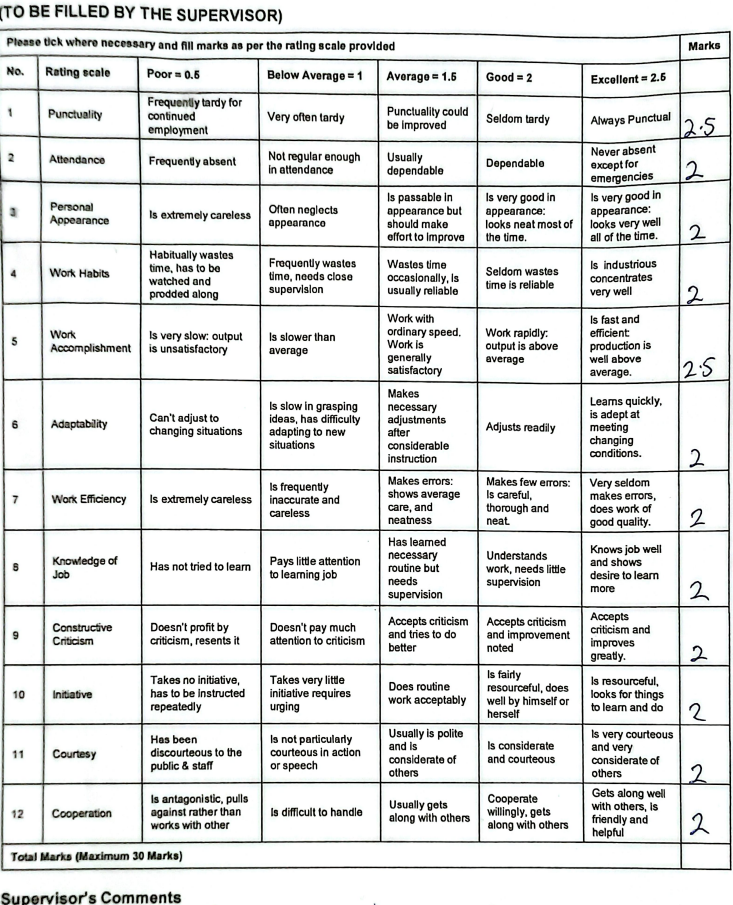 (TO BE FILLED BY THE SUPERVISOR)
Please tick where necessary and fill marks as per the rating scale provided Marks
No. Rating scale Poor = 0.5 Below Average = 1 Average = 1.5 Good = 2 Excellent = 2.5
1 Punctuality Frequently tardy for continued employment Very often tardy Punctuality could be improved Seldom tardy Always Punctual 2.5
2 Attendance Frequently absent Not regular enough in attendance Usually dependable Dependable Never absent except for emergencies 2
3 Personal Appearance Is extremely careless Often neglects appearance Is passable in appearance but should make effort to improve Is very good in appearance: looks neat most of the time. Is very good in appearance: looks very well all of the time. 2
4 Work Habits Habitually wastes time, has to be watched and prodded along Frequently wastes time, needs close supervision Wastes time occasionally, is usually reliable Seldom wastes time is reliable Is industrious concentrates very well 2
5 Work Accomplishment Is very slow: output is unsatisfactory Is slower than average Work with ordinary speed. Work is generally satisfactory Work rapidly: output is above average Is fast and efficient: production is well above average. 2.5
6 Adaptability Can't adjust to changing situations Is slow in grasping ideas, has difficulty adapting to new situations Makes necessary adjustments after considerable instruction Adjusts readily Learns quickly, is adept at meeting changing conditions. 2
7 Work Efficiency Is extremely careless Is frequently inaccurate and careless Makes errors: shows average care, and neatness Makes few errors: Is careful, thorough and neat. Very seldom makes errors, does work of good quality. 2
8 Knowledge of Job Has not tried to learn Pays little attention to learning job Has learned necessary routine but needs supervision Understands work, needs little supervision Knows job well and shows desire to learn more 2
9 Constructive Criticism Doesn't profit by criticism, resents it Doesn't pay much attention to criticism Accepts criticism and tries to do better Accepts criticism and improvement noted Accepts criticism and improves greatly. 2
10 Initiative Takes no initiative, has to be instructed repeatedly Takes very little initiative requires urging Does routine work acceptably Is fairly resourceful, does well by himself or herself Is resourceful, looks for things to learn and do 2
11 Courtesy Has been discourteous to the public & staff Is not particularly courteous in action or speech Usually is polite and is considerate of others Is considerate and courteous Is very courteous and very considerate of others 2
12 Cooperation Is antagonistic, pulls against rather than works with other Is difficult to handle Usually gets along with others Cooperate willingly, gets along with others Gets along well with others, is friendly and helpful 2
Total Marks (Maximum 30 Marks)
Supervisor's Comments